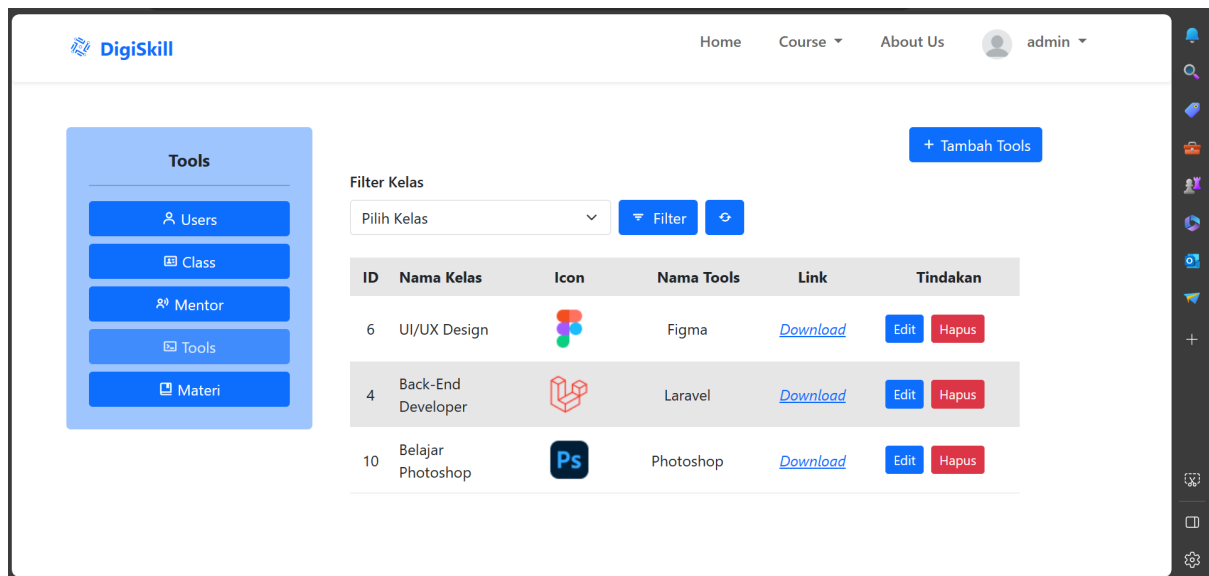 DigiSkill
Home Course About Us admin
Tools
Users
Class
Mentor
Tools
Materi
+ Tambah Tools
Filter Kelas
Pilih Kelas Filter
ID Nama Kelas Icon Nama Tools Link Tindakan
6 UI/UX Design Figma Download Edit Hapus
4 Back-End
Developer Laravel Download Edit Hapus
10 Belajar
Photoshop Ps Photoshop Download Edit Hapus